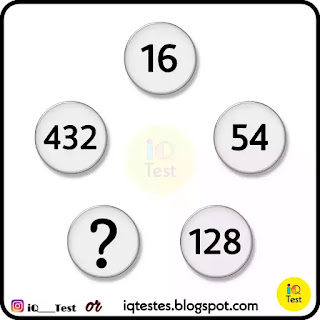 16
432
54
iQ
Test
?
128
iQ
Test
iQ___Test or iqtestes.blogspot.com